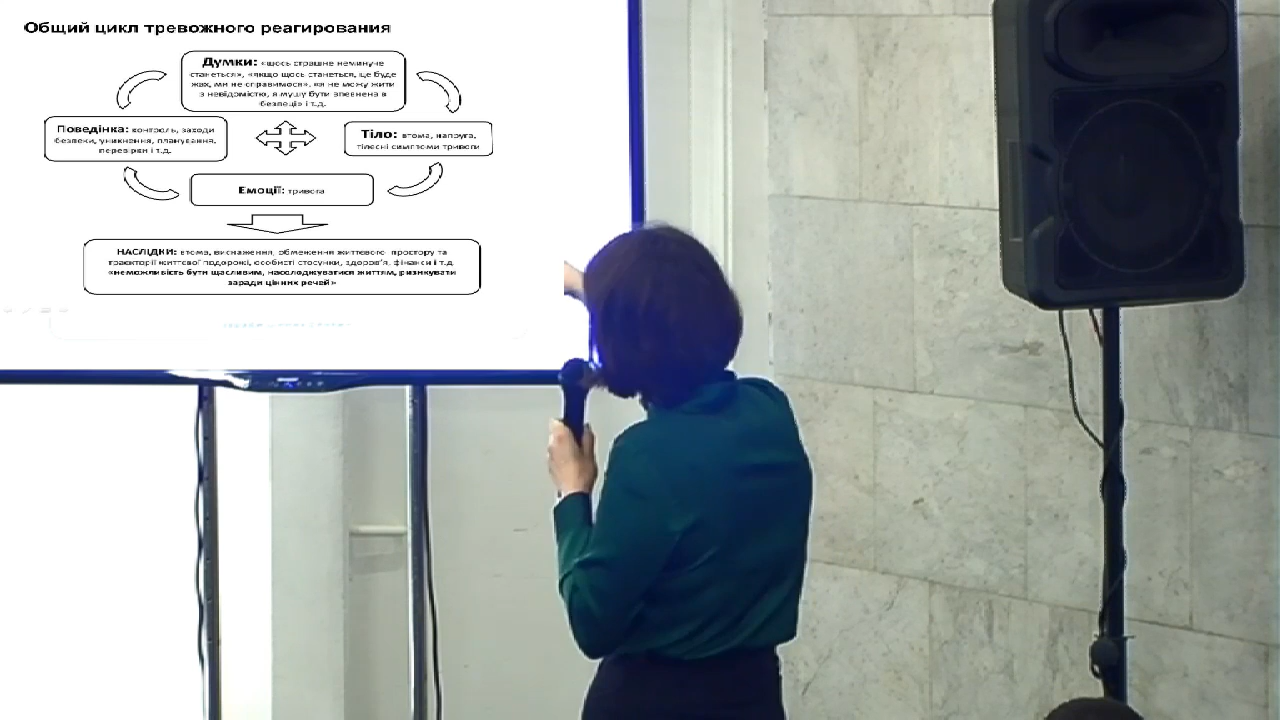 Общий цикл тревожного реагирования
Думки: «щось страшне неминуче
станеться», «якщо щось станеться, це буде
жах, ми не справимося», «я не можу жити
з невідомістю, я мушу бути впевнена в
безпеці» і т.д.
Поведінка: контроль, заходи
безпеки, уникнення, планування,
перевірки і т.д.
Тіло: втома, напруга,
тілесні симптоми тривоги
Емоції: тривога
НАСЛІДКИ: втома, виснаження, обмеження життєвого простору та
траєкторії життєвої подорожі, особисті стосунки, здоров'я, фінанси і т.д.
«неможливість бути щасливим, насолоджуватися життям, ризикувати
заради цінних речей»